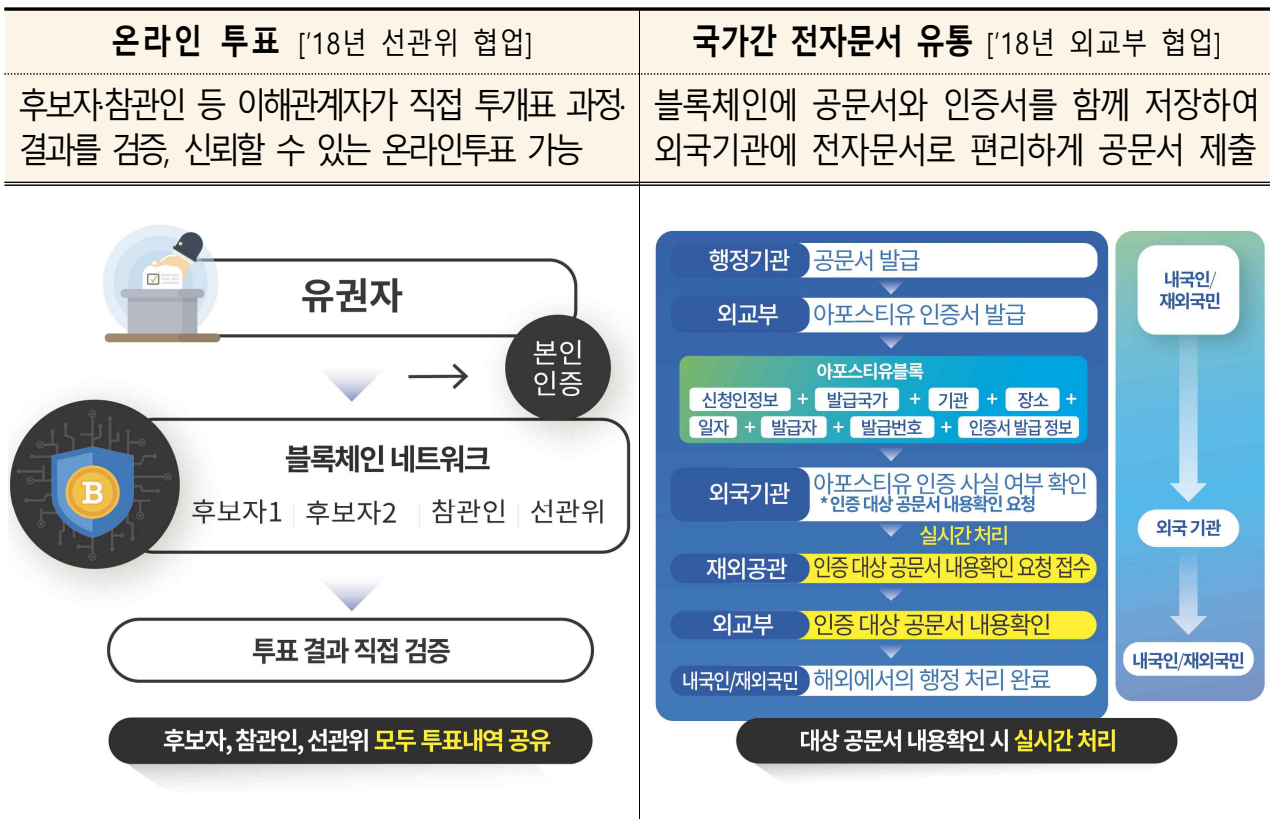 온라인 투표 ['18년 선관위 협업]
후보자·참관인 등 이해관계자가 직접 투개표 과정·
결과를 검증, 신뢰할 수 있는 온라인투표 가능
유권자
본인
인증
블록체인 네트워크
후보자1 후보자2 참관인 선관위
투표 결과 직접 검증
후보자, 참관인, 선관위 모두 투표내역 공유
국가간 전자문서 유통 ['18년 외교부 협업]
블록체인에 공문서와 인증서를 함께 저장하여
외국기관에 전자문서로 편리하게 공문서 제출
행정기관 공문서 발급
외교부 아포스티유 인증서 발급
아포스티유블록
신청인정보 + 발급국가 + 기관 + 장소 +
일자 + 발급자 + 발급번호 + 인증서 발급 정보
외국기관 아포스티유 인증 사실 여부 확인
* 인증 대상 공문서 내용확인 요청
실시간 처리
재외공관 인증 대상 공문서 내용확인 요청 접수
외교부 인증 대상 공문서 내용확인
내국인/재외국민 해외에서의 행정 처리 완료
내국인/
재외국민
외국 기관
내국인/재외국민
대상 공문서 내용확인 시 실시간 처리
B